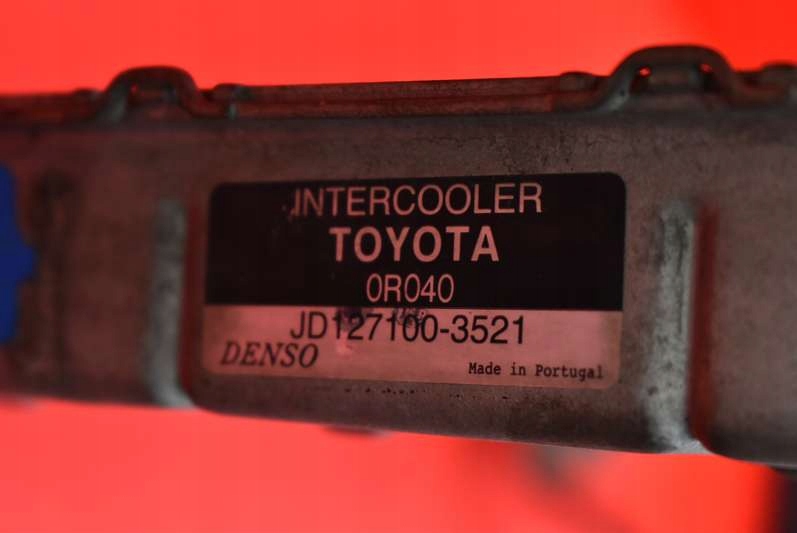 INTERCOOLER
TOYOTA
0R040
JD127100-3521
DENSO
Made in Portugal